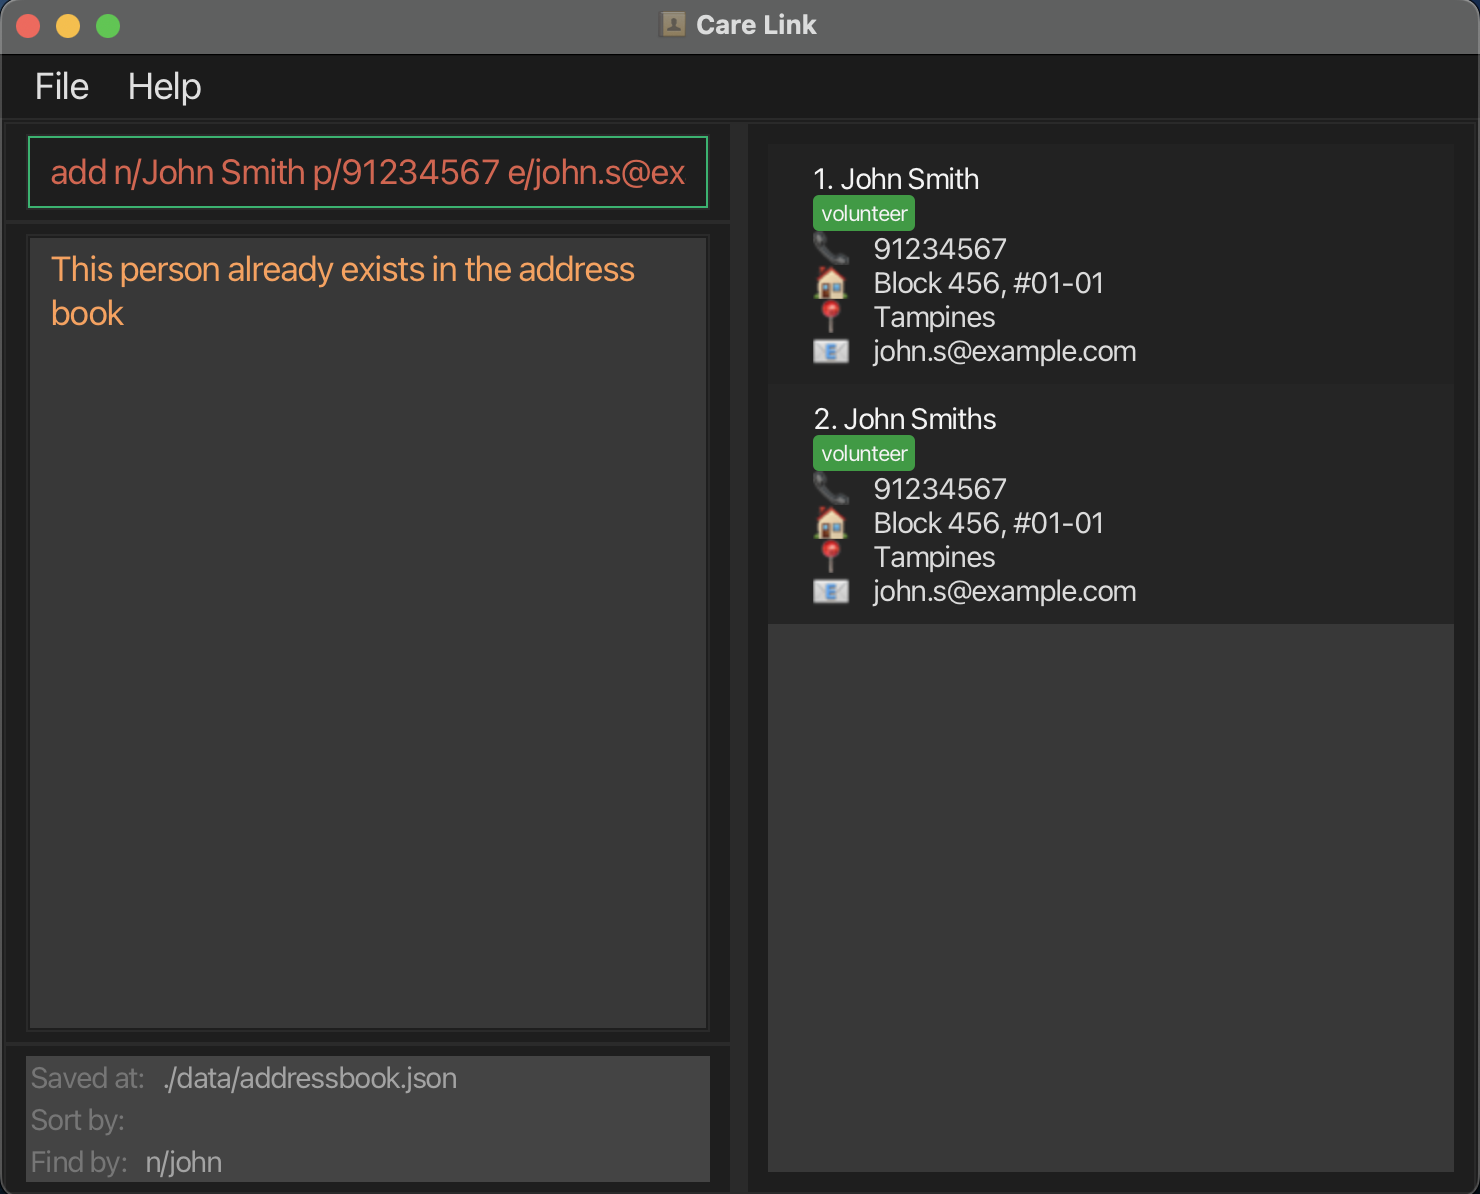 Care Link
File Help
add n/John Smith p/91234567 e/john.s@ex
This person already exists in the address
book
Saved at: ./data/addressbook.json
Sort by:
Find by: n/john
1. John Smith
volunteer
91234567
Block 456, #01-01
Tampines
john.s@example.com
2. John Smiths
volunteer
91234567
Block 456, #01-01
Tampines
john.s@example.com